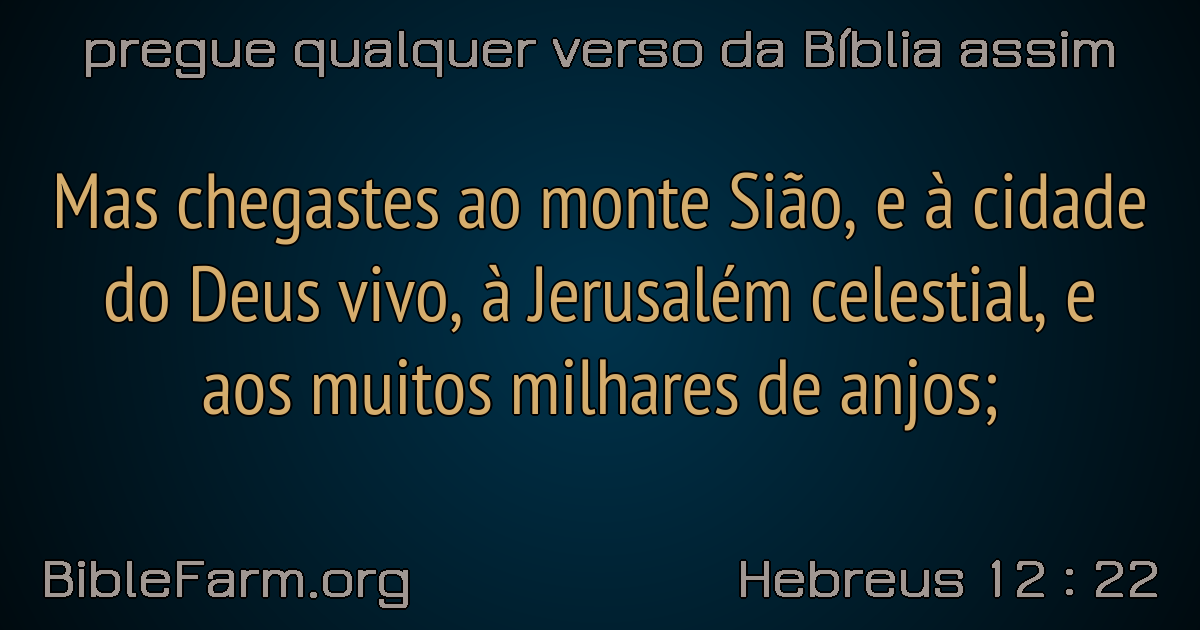 pregue qualquer verso da Bíblia assim
Mas chegastes ao monte Sião, e à cidade
do Deus vivo, à Jerusalém celestial, e
aos muitos milhares de anjos;
BibleFarm.org
Hebreus 12 : 22